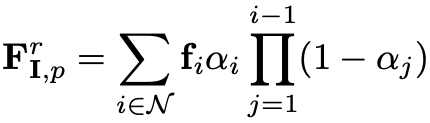 $\mathbf{F}^{r}_{\mathbf{I},p} = \sum_{i \in \mathcal{N}} \mathbf{f}_i \alpha_i \prod_{j=1}^{i-1} (1 - \alpha_j)$